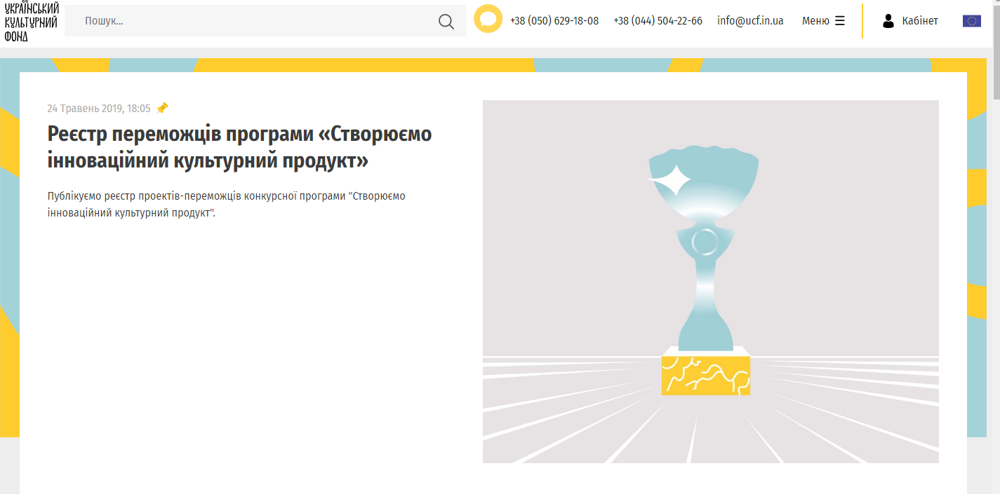 УКРАЇНСЬКИЙ
КУЛЬТУРНИЙ
ФОНД
Пошук...
+38 (050) 629-18-08
+38 (044) 504-22-66
info@ucf.in.ua
Меню
Кабінет
24 Травень 2019, 18:05
Реєстр переможців програми «Створюємо
інноваційний культурний продукт»
Публікуємо реєстр проектів-переможців конкурсної програми "Створюємо
інноваційний культурний продукт".